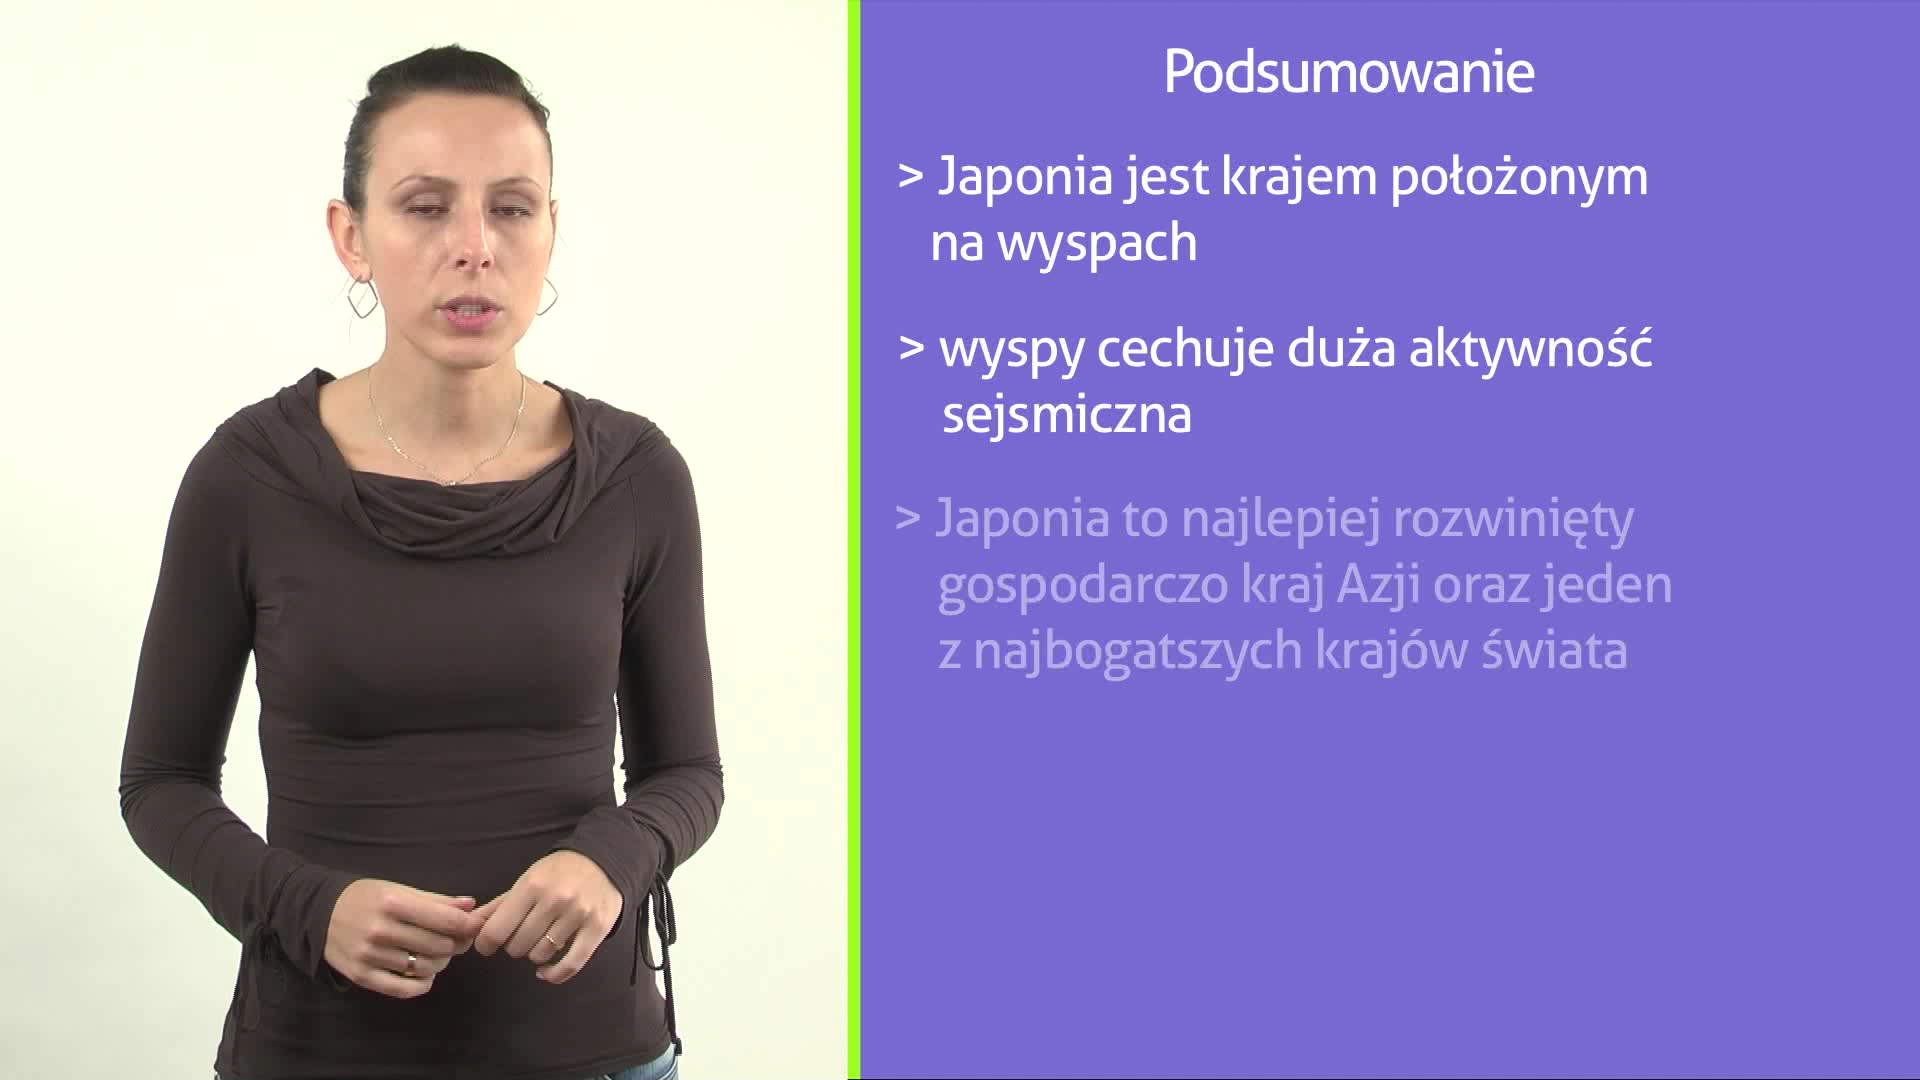 Podsumowanie
> Japonia jest krajem położonym
na wyspach
> wyspy cechuje duża aktywność
sejsmiczna
> Japonia to najlepiej rozwinięty
gospodarczo kraj Azji oraz jeden
z najbogatszych krajów świata